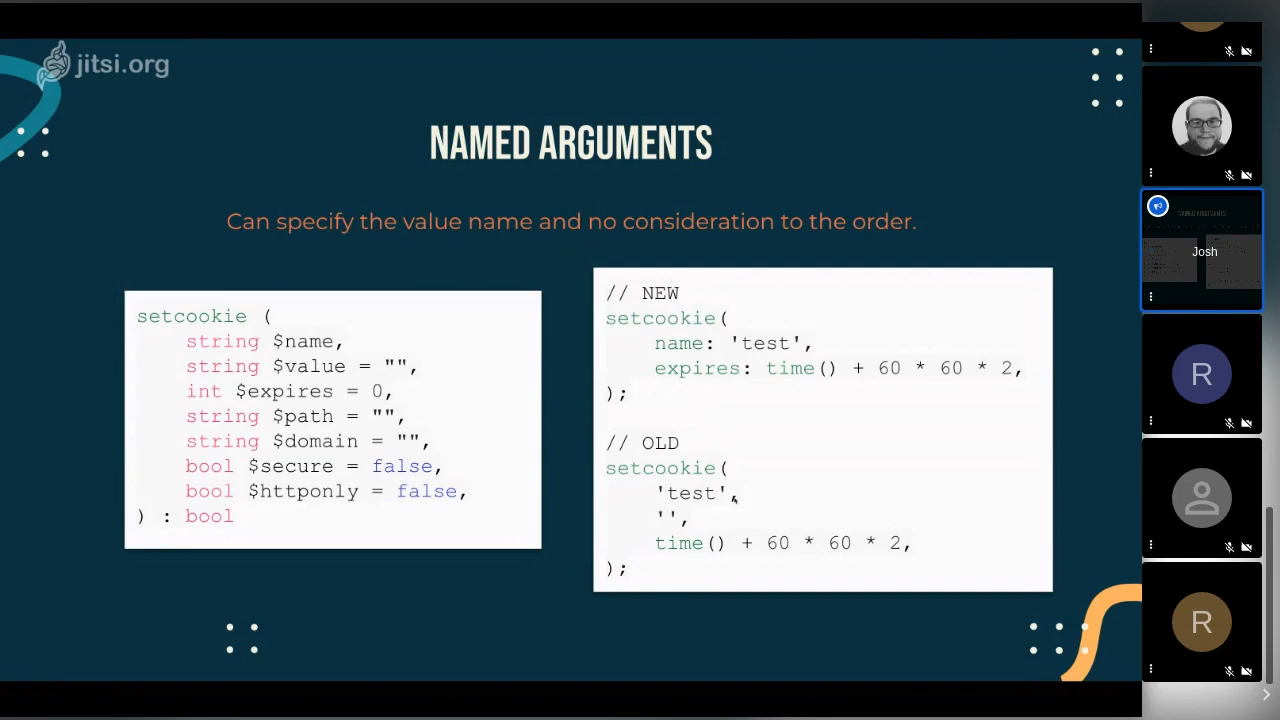 jitsi.org
NAMED ARGUMENTS
Can specify the value name and no consideration to the order.
setcookie (
string $name,
string $value = "",
int $expires = 0,
string $path = "",
string $domain = "",
bool $secure = false,
bool $httponly = false,
) : bool
// NEW
setcookie(
name: 'test',
expires: time() + 60 * 60 * 2,
);
// OLD
setcookie(
'test',
'',
time() + 60 * 60 * 2,
);
NAMED ARGUMENTS
Josh
R
R